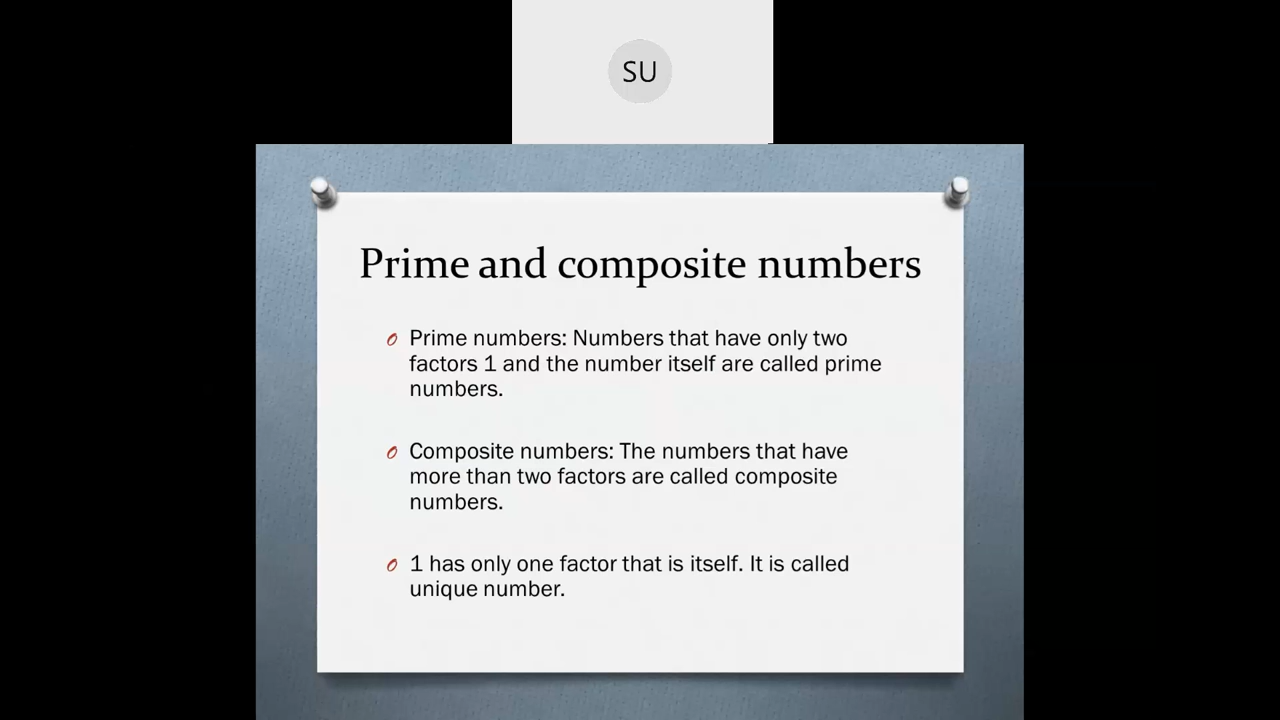 SU
Prime and composite numbers
Prime numbers: Numbers that have only two
factors 1 and the number itself are called prime
numbers.
Composite numbers: The numbers that have
more than two factors are called composite
numbers.
1 has only one factor that is itself. It is called
unique number.